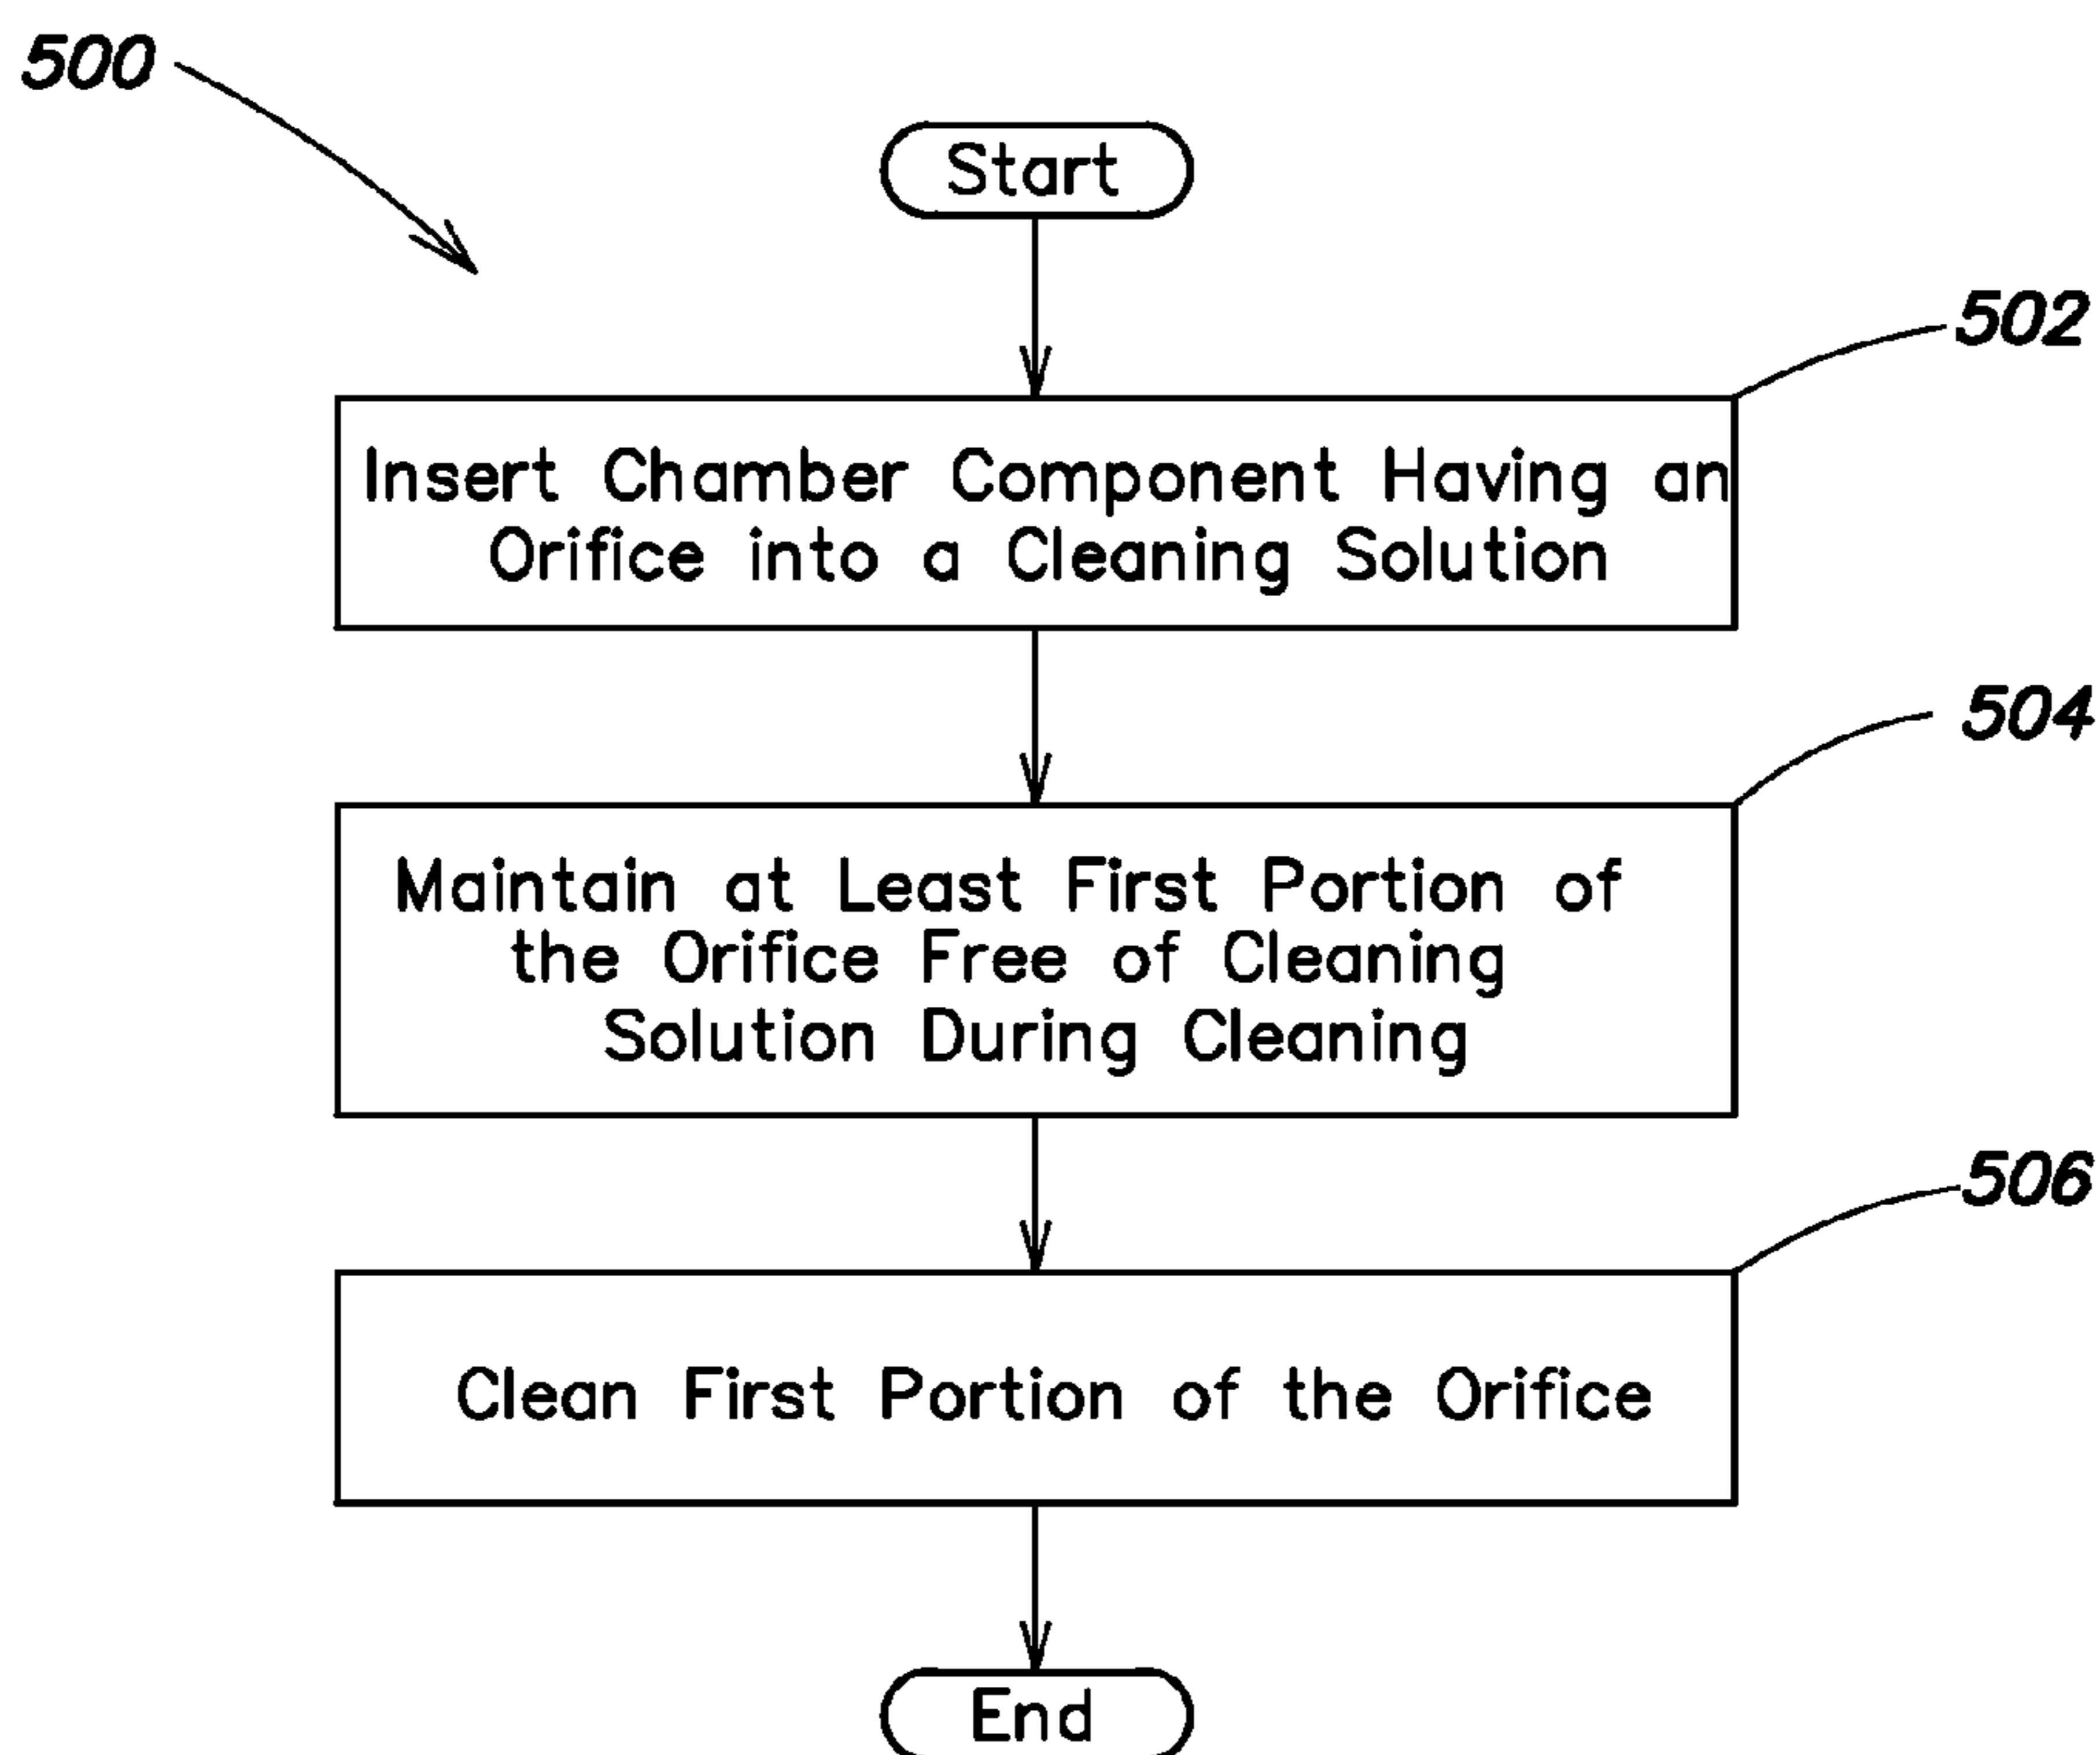 500
Start
502
Insert Chamber Component Having an
Orifice into a Cleaning Solution
504
Maintain at Least First Portion of
the Orifice Free of Cleaning
Solution During Cleaning
506
Clean First Portion of the Orifice
End